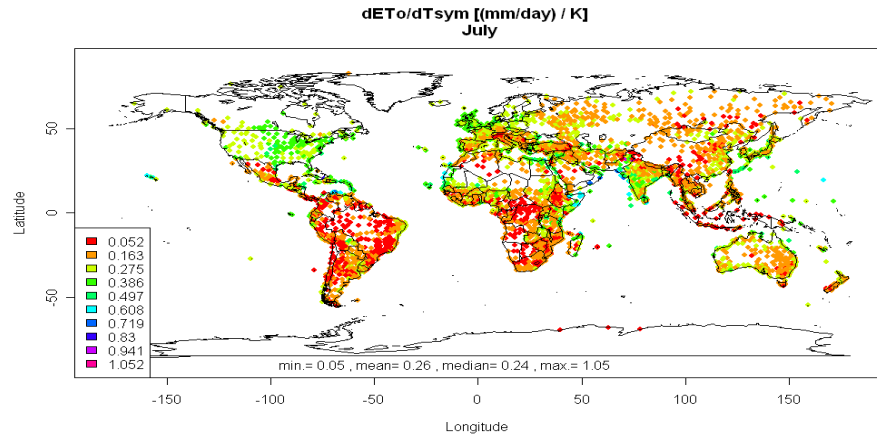 dETo/dTsym [(mm/day) / K]
July
Latitude
50
0
-50
0.052
0.163
0.275
0.386
0.497
0.608
0.719
0.83
0.941
1.052
min.= 0.05 , mean= 0.26 , median= 0.24 , max.= 1.05
-150 -100 -50 0 50 100 150
Longitude